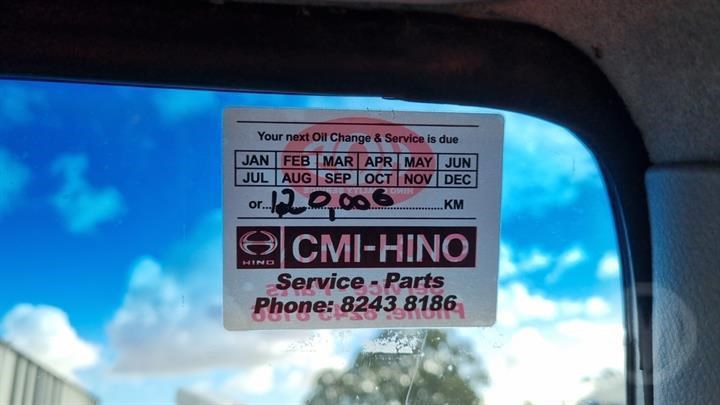 Your next Oil Change & Service is due
JAN FEB MAR APR MAY JUN
JUL AUG SEP OCT NOV DEC
or 120,000 KM
HINO CMI-HINO
Service - Parts
Phone: 8243 8186